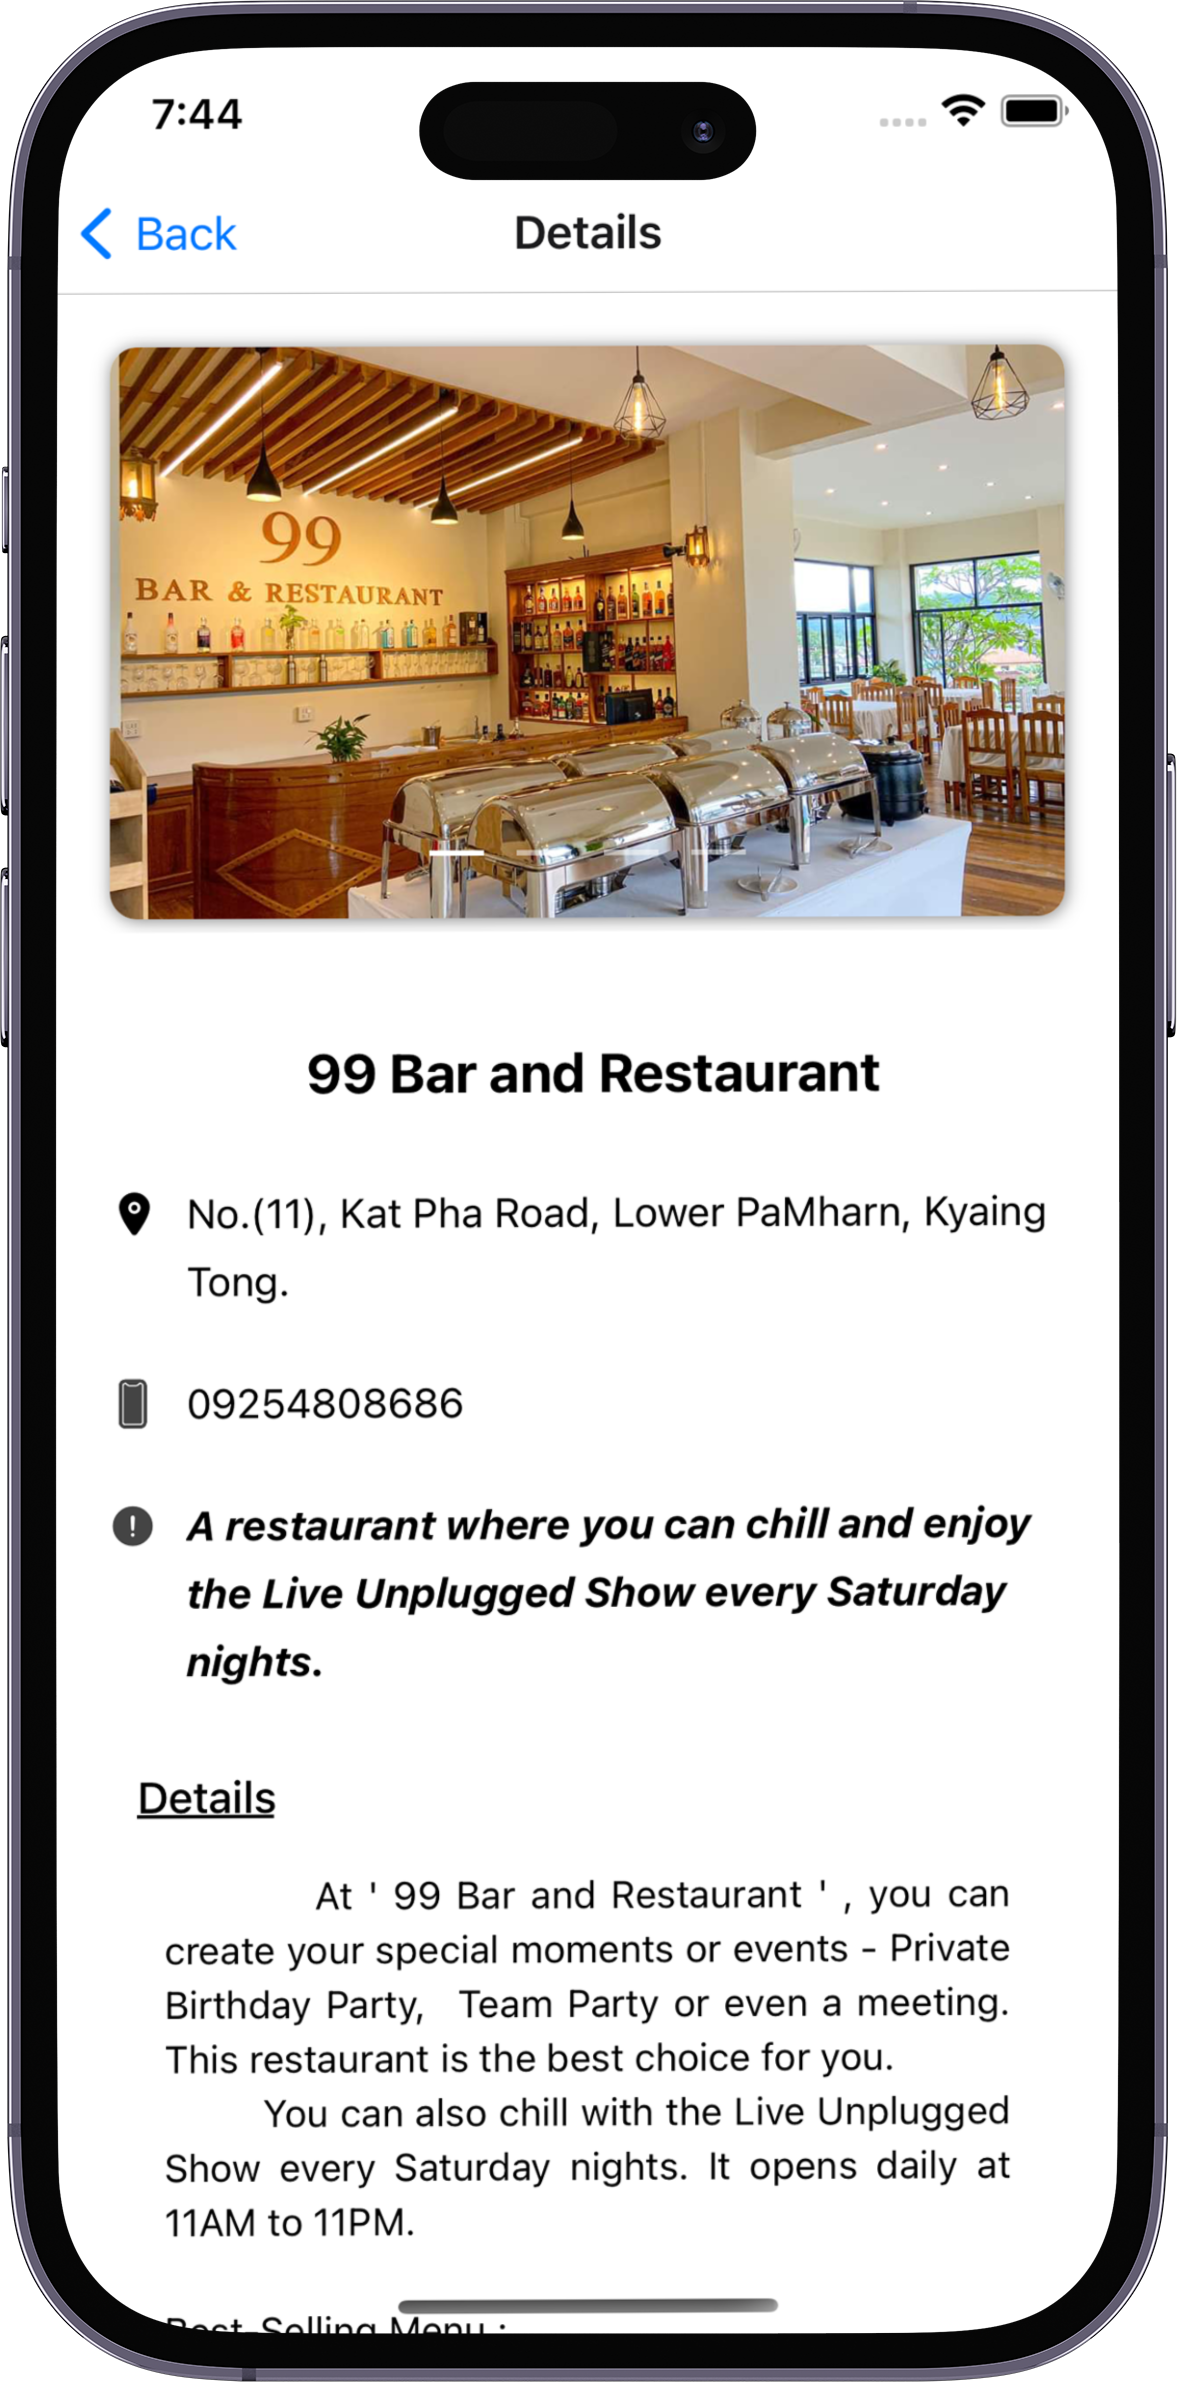 7:44
Back
Details
99
BAR & RESTAURANT
99 Bar and Restaurant
No.(11), Kat Pha Road, Lower PaMharn, Kyaing
Tong.
09254808686
A restaurant where you can chill and enjoy
the Live Unplugged Show every Saturday
nights.
Details
At ' 99 Bar and Restaurant ' , you can
create your special moments or events - Private
Birthday Party, Team Party or even a meeting.
This restaurant is the best choice for you.
You can also chill with the Live Unplugged
Show every Saturday nights. It opens daily at
11AM to 11PM.
Best-Selling Menu :